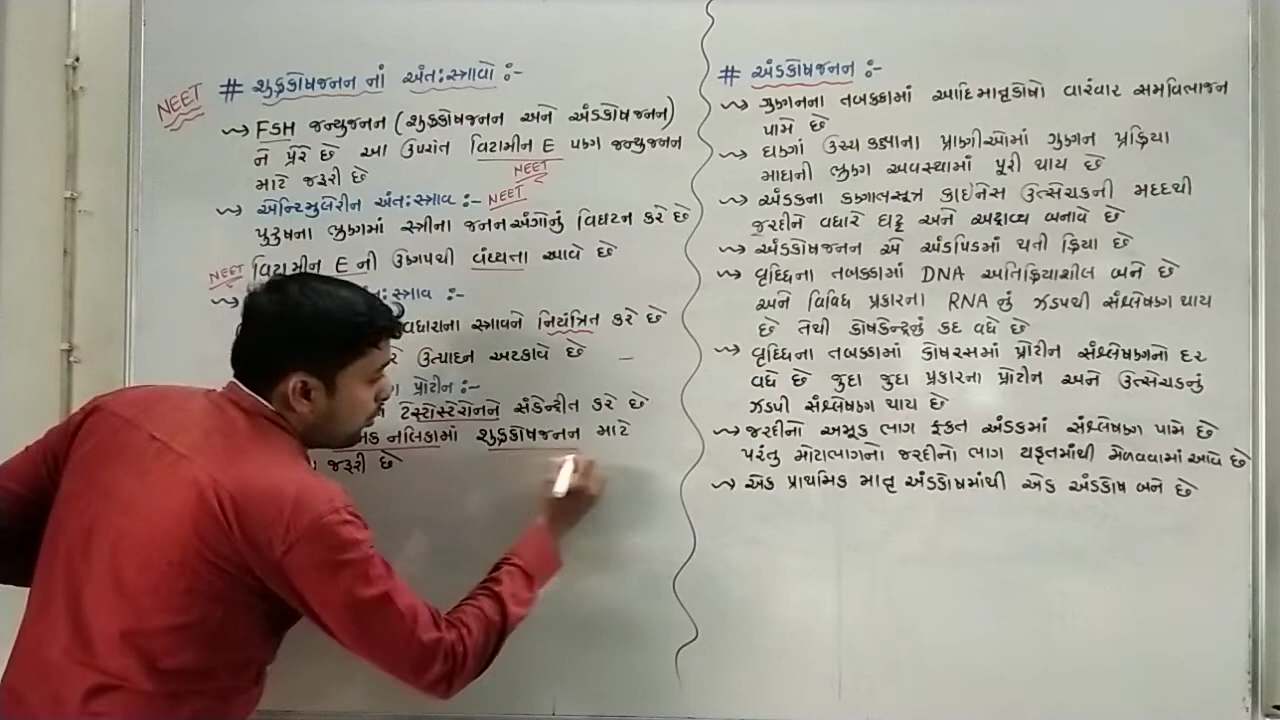 NEET
# શુક્રકોષજનન નાં અંત:સ્ત્રાવો :-
FSH જન્યુજનન (શુક્રકોષજનન અને અંડકોષજનન)
ને પ્રેરે છે આ ઉપરાંત વિટામીન E પણ જન્યુજનન
NEET
માટે જરૂરી છે
એન્ટિમુલેરીન અંત:સ્ત્રાવ :- NEET
પુરુષના ભ્રુણમાં સ્ત્રીના જનનઅંગોનું વિઘટન કરે છે
NEET વિટામીન E ની ઉણપથી વંધ્યતા આવે છે
સ્ત્રાવ :-
વધારાના સ્ત્રાવને નિયંત્રિત કરે છે
ઉત્પાદન અટકાવે છે
પ્રોટીન :-
ટેસ્ટોસ્ટેરોનને સંકેન્દ્રીત કરે છે
નલિકામાં શુક્રકોષજનન માટે
જરૂરી છે
# અંડકોષજનન :-
ગુણનના તબક્કામાં આદિમાતૃકોષો વારંવાર સમવિભાજન
પામે છે
ઘણાં ઉચ્ચ કક્ષાના પ્રાણીઓમાં ગુણન પ્રક્રિયા
માદાની ભ્રુણ અવસ્થામાં પૂરી થાય છે
અંડકના કણાભસૂત્ર કાઇનેસ ઉત્સેચકની મદદથી
જરદીને વધારે ઘટ્ટ અને અદ્રાવ્ય બનાવે છે
અંડકોષજનન એ અંડપિંડમાં થતી ક્રિયા છે
વૃધ્ધિના તબક્કામાં DNA અતિક્રિયાશીલ બને છે
અને વિવિધ પ્રકારના RNA નું ઝડપથી સંશ્લેષણ થાય
છે તેથી કોષકેન્દ્રનું કદ વધે છે
વૃધ્ધિના તબક્કામાં કોષરસમાં પ્રોટીન સંશ્લેષણનો દર
વધે છે જુદા જુદા પ્રકારના પ્રોટીન અને ઉત્સેચકનું
ઝડપી સંશ્લેષણ થાય છે
જરદીનો અમૂક ભાગ ફક્ત અંડકમાં સંશ્લેષણ પામે છે
પરંતુ મોટાભાગનો જરદીનો ભાગ યકૃતમાંથી મેળવવામાં આવે છે
એક પ્રાથમિક માતૃ અંડકોષમાંથી એક અંડકોષ બને છે